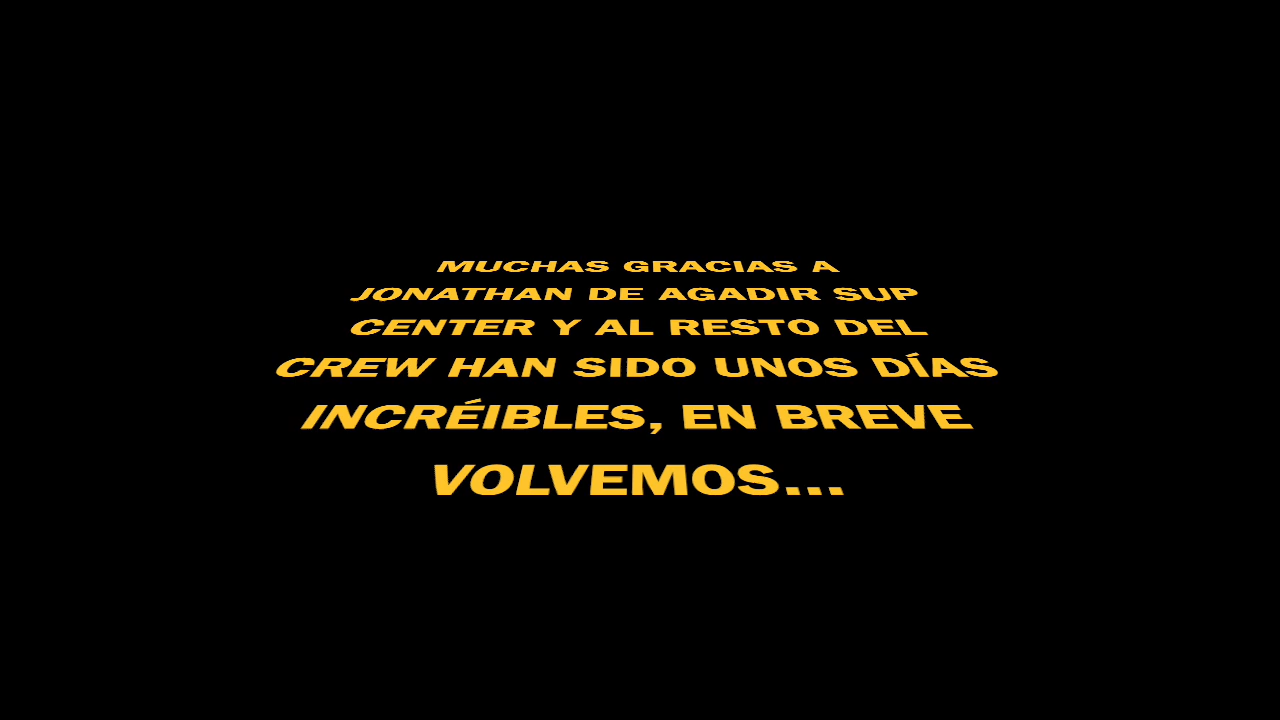 MUCHAS GRACIAS A
JONATHAN DE AGADIR SUP
CENTER Y AL RESTO DEL
CREW HAN SIDO UNOS DÍAS
INCRÉIBLES, EN BREVE
VOLVEMOS...